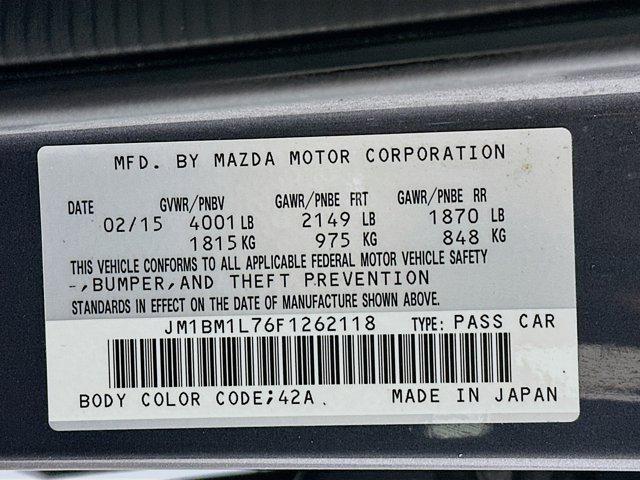 MFD. BY MAZDA MOTOR CORPORATION
DATE GVWR/PNBV GAWR/PNBE FRT GAWR/PNBE RR
02/15 4001 LB 2149 LB 1870 LB
1815 KG 975 KG 848 KG
THIS VEHICLE CONFORMS TO ALL APPLICABLE FEDERAL MOTOR VEHICLE SAFETY
-,BUMPER,AND THEFT PREVENTION
STANDARDS IN EFFECT ON THE DATE OF MANUFACTURE SHOWN ABOVE.
JM1BM1L76F1262118 TYPE: PASS CAR
BODY COLOR CODE;42A. MADE IN JAPAN